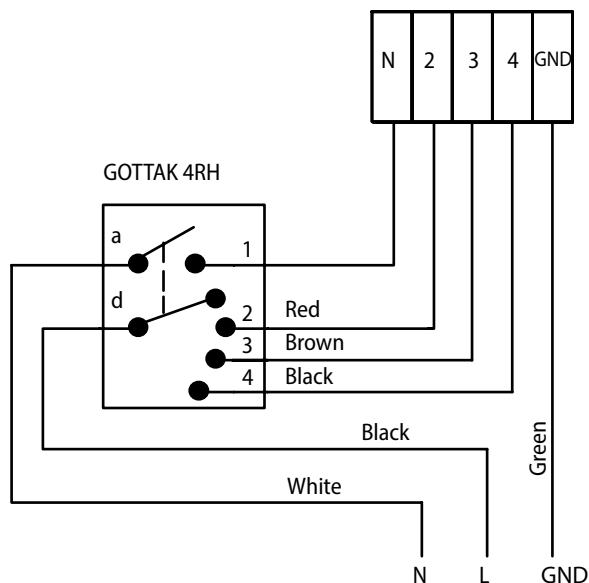 N 2 3 4 GND
GOTTAK 4RH
a
1
d
2 Red
3 Brown
4 Black
Black
Green
White
N L GND